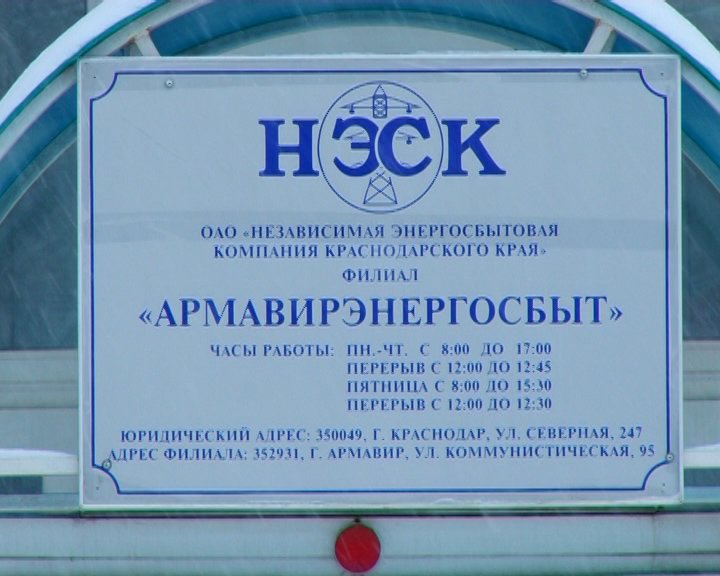 НЭСК
ОАО «НЕЗАВИСИМАЯ ЭНЕРГОСБЫТОВАЯ
КОМПАНИЯ КРАСНОДАРСКОГО КРАЯ»
ФИЛИАЛ
«АРМАВИРЭНЕРГОСБЫТ»
ЧАСЫ РАБОТЫ: ПН.-ЧТ. С 8:00 ДО 17:00
ПЕРЕРЫВ С 12:00 ДО 12:45
ПЯТНИЦА С 8:00 ДО 15:30
ПЕРЕРЫВ С 12:00 ДО 12:30
ЮРИДИЧЕСКИЙ АДРЕС: 350049, Г. КРАСНОДАР, УЛ. СЕВЕРНАЯ, 247
АДРЕС ФИЛИАЛА: 352931, Г. АРМАВИР, УЛ. КОММУНИСТИЧЕСКАЯ, 95